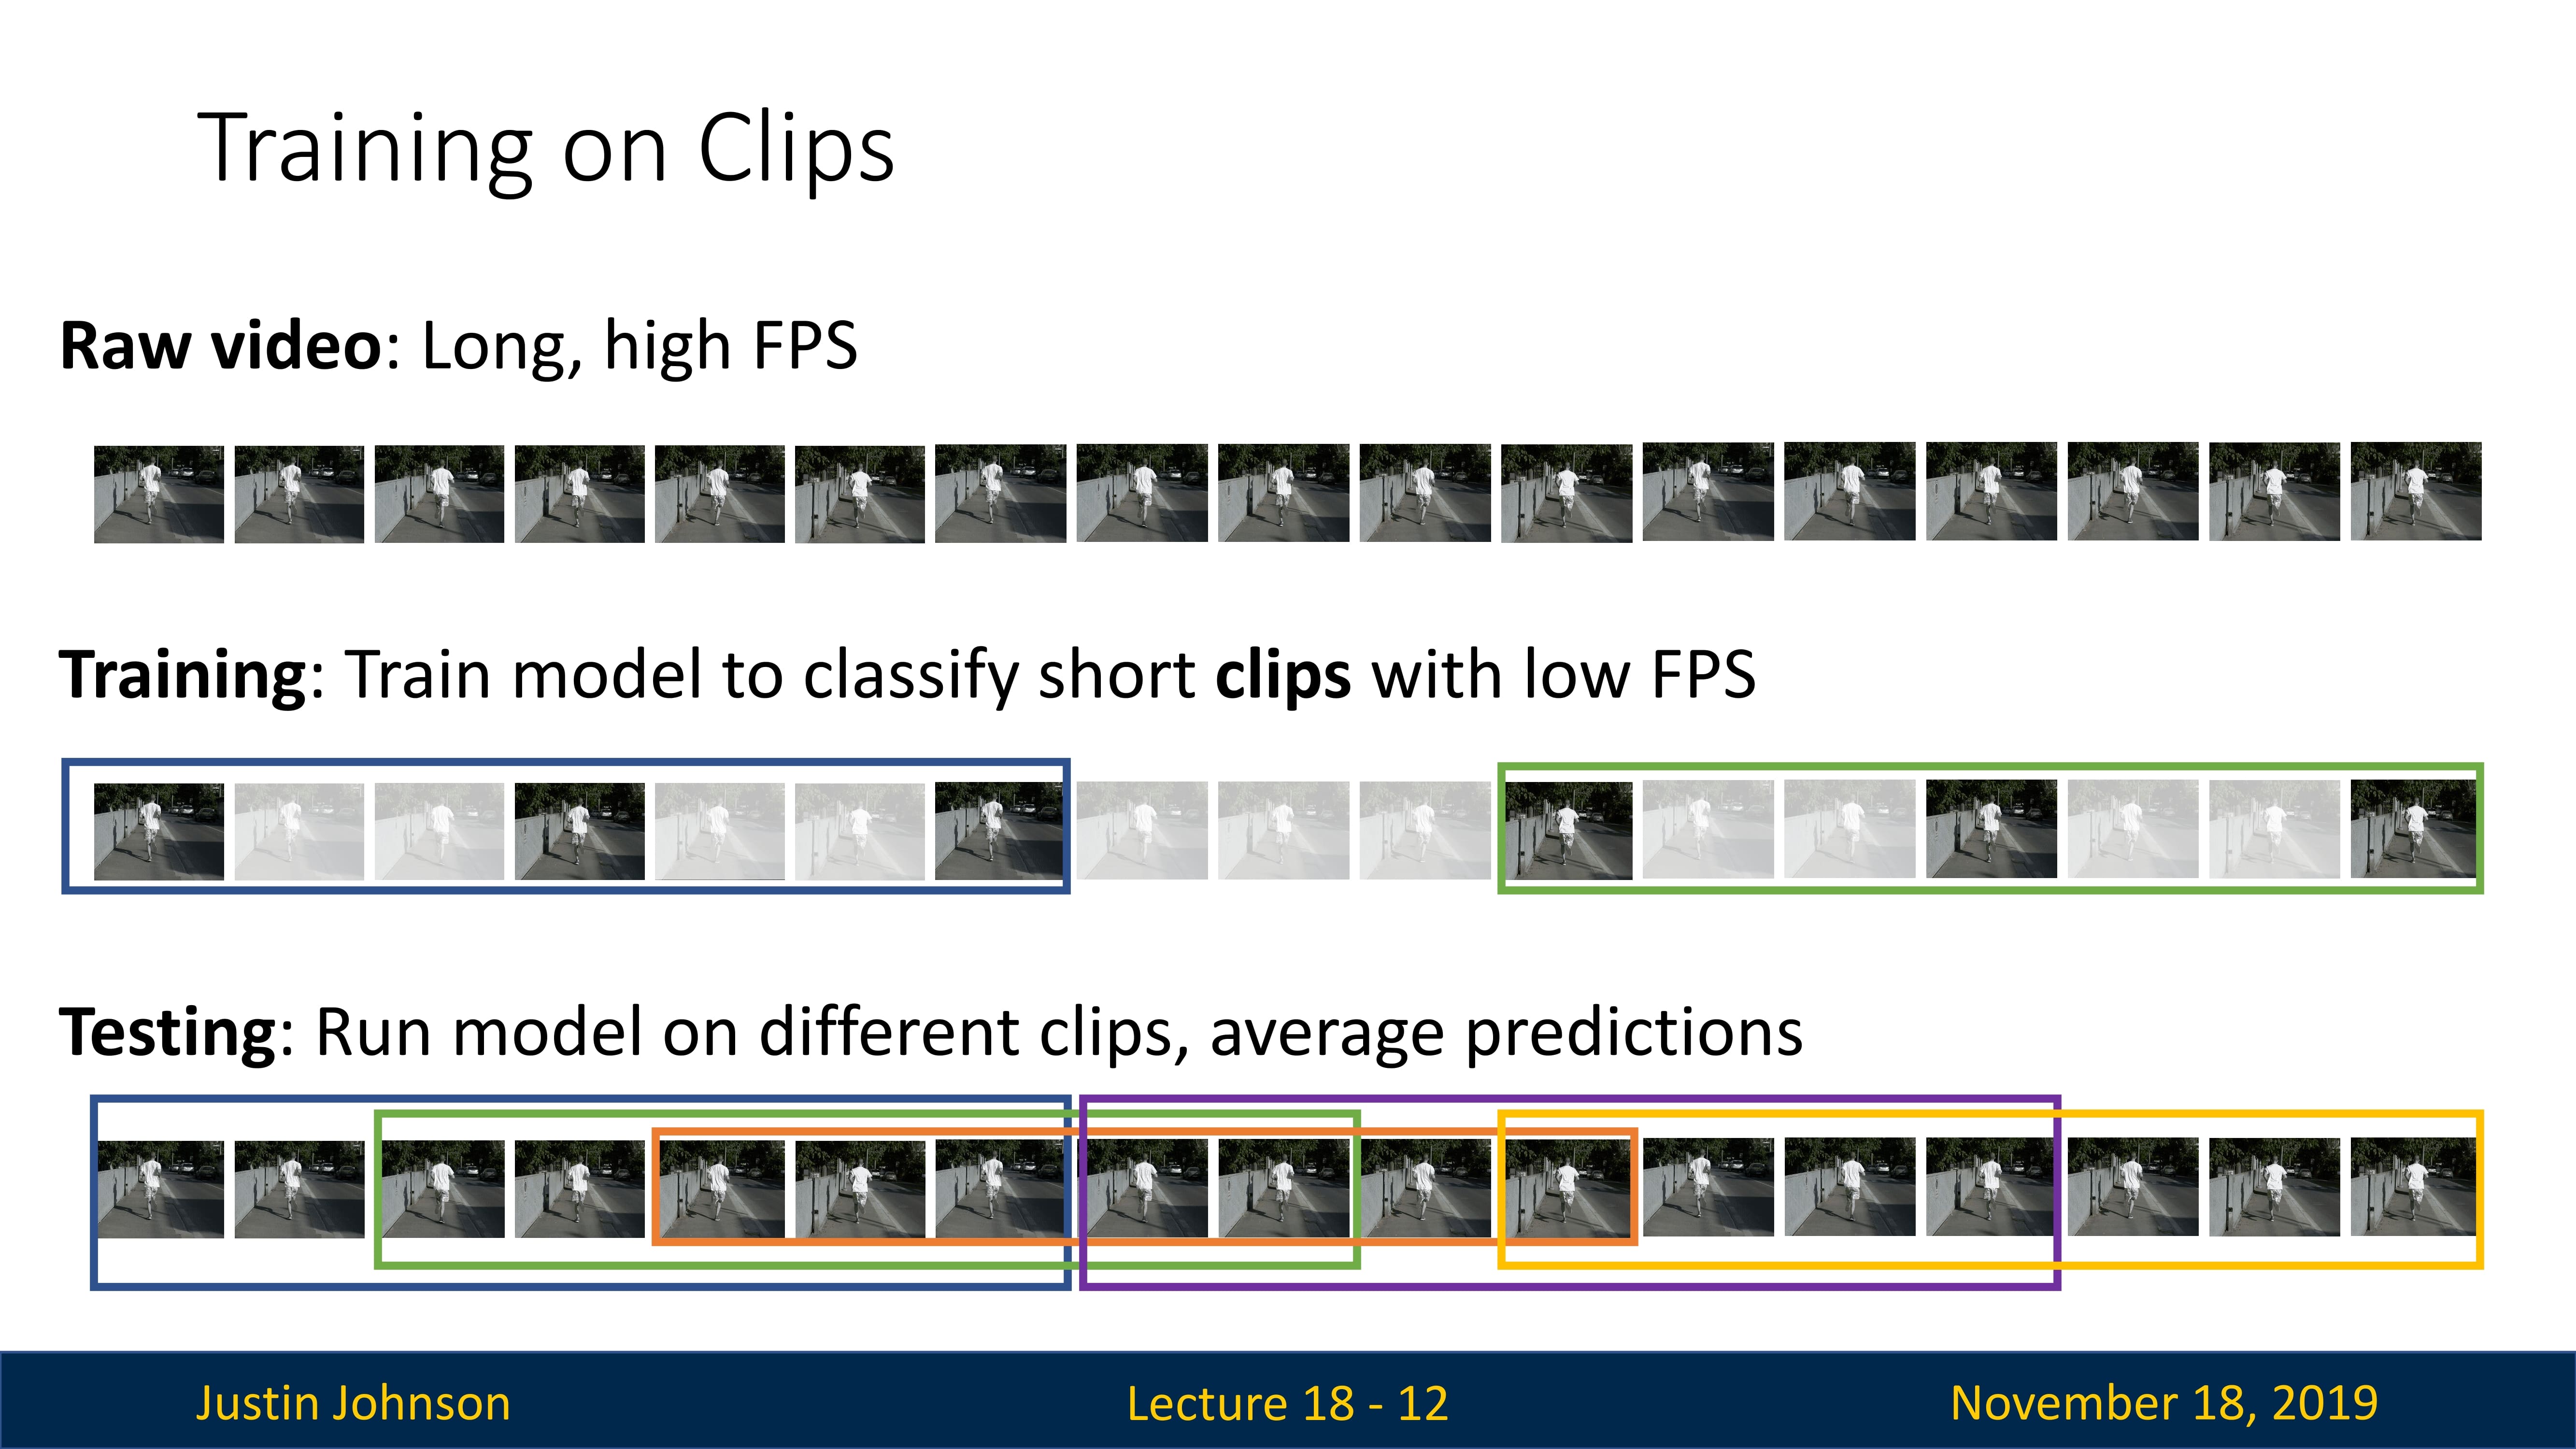 Training on Clips
Raw video: Long, high FPS
Training: Train model to classify short clips with low FPS
Testing: Run model on different clips, average predictions
Justin Johnson
Lecture 18 - 12
November 18, 2019